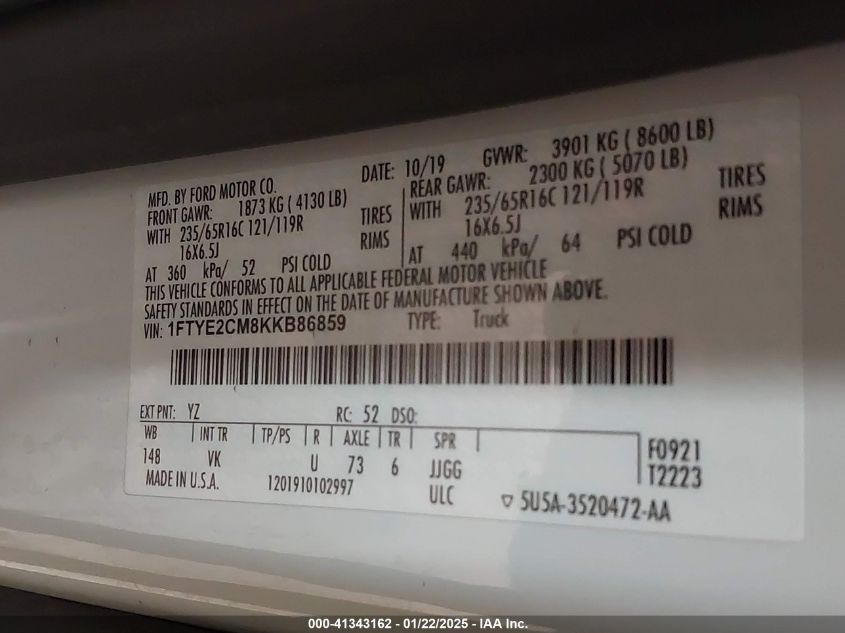 MFD. BY FORD MOTOR CO. DATE: 10/19 GVWR: 3901 KG ( 8600 LB)
FRONT GAWR: 1873 KG ( 4130 LB) REAR GAWR: 2300 KG ( 5070 LB)
WITH 235/65R16C 121/119R TIRES WITH 235/65R16C 121/119R TIRES
16X6.5J RIMS 16X6.5J RIMS
AT 360 kPa/ 52 PSI COLD AT 440 kPa/ 64 PSI COLD
THIS VEHICLE CONFORMS TO ALL APPLICABLE FEDERAL MOTOR VEHICLE
SAFETY STANDARDS IN EFFECT ON THE DATE OF MANUFACTURE SHOWN ABOVE.
VIN: 1FTYE2CM8KKB86859 TYPE: Truck
EXT PNT: YZ RC: 52 DSO:
WB INT TR TP/PS R AXLE TR SPR F0921
148 VK U 73 6 JJGG T2223
MADE IN U.S.A. 1201910102997 ULC ▽ 5U5A-3520472-AA
000-41343162 - 01/22/2025 - IAA Inc.